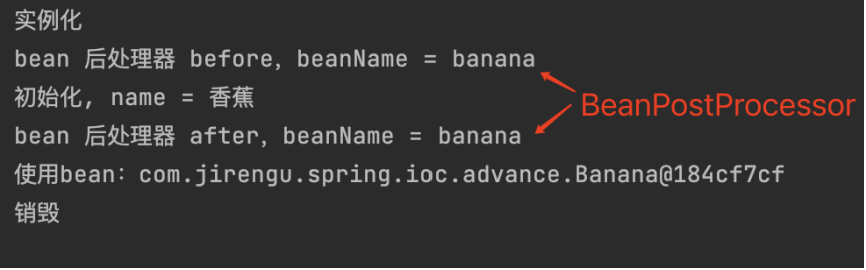 实例化
bean 后处理器 before，beanName = banana
初始化, name = 香蕉
BeanPostProcessor
bean 后处理器 after，beanName = banana
使用bean：com.jirengu.spring.ioc.advance.Banana@184cf7cf
销毁